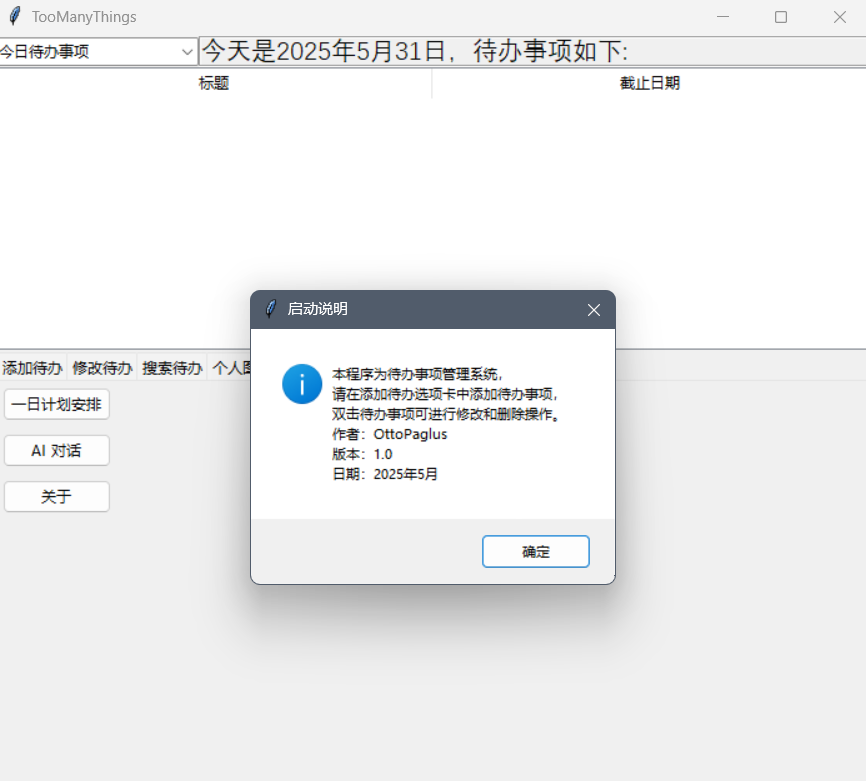 TooManyThings
今日待办事项
今天是2025年5月31日，待办事项如下:
标题 截止日期
添加待办 修改待办 搜索待办 个人
一日计划安排
AI 对话
关于
启动说明
本程序为待办事项管理系统，
请在添加待办选项卡中添加待办事项，
双击待办事项可进行修改和删除操作。
作者：OttoPaglus
版本：1.0
日期：2025年5月
确定